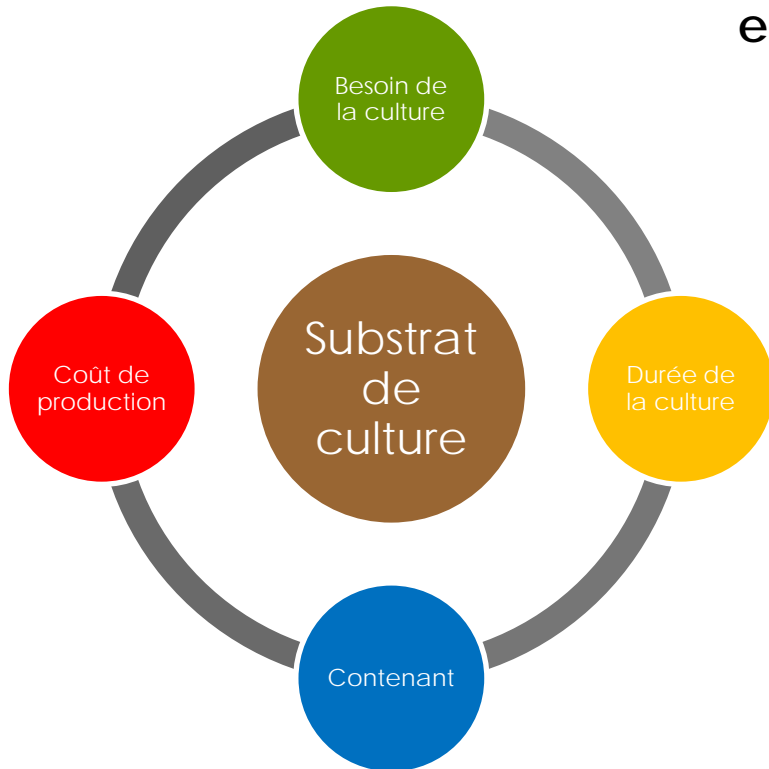 e
Besoin de
la culture
Substrat
de
culture
Coût de
production
Durée de
la culture
Contenant